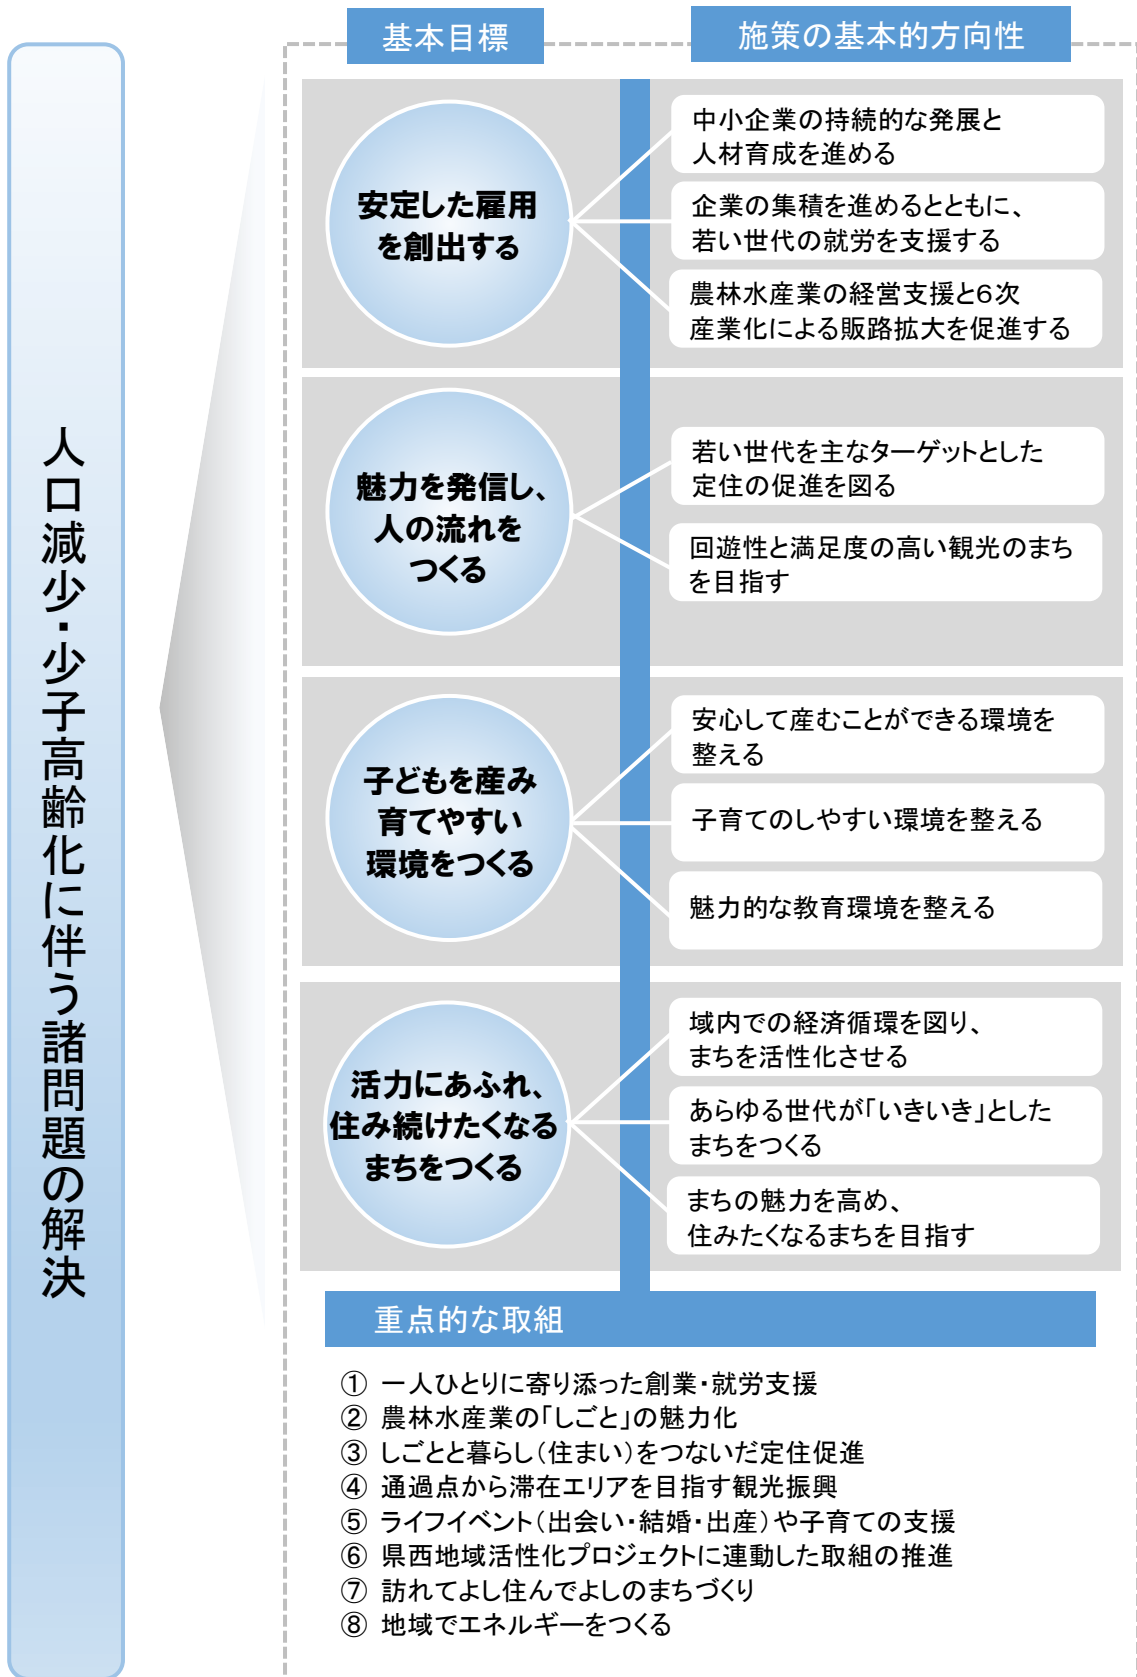 人口減少・少子高齢化に伴う諸問題の解決
基本目標
施策の基本的方向性
安定した雇用
を創出する
中小企業の持続的な発展と
人材育成を進める
企業の集積を進めるとともに、
若い世代の就労を支援する
農林水産業の経営支援と６次
産業化による販路拡大を促進する
魅力を発信し、
人の流れを
つくる
若い世代を主なターゲットとした
定住の促進を図る
回遊性と満足度の高い観光のまち
を目指す
子どもを産み
育てやすい
環境をつくる
安心して産むことができる環境を
整える
子育てのしやすい環境を整える
魅力的な教育環境を整える
活力にあふれ、
住み続けたくなる
まちをつくる
域内での経済循環を図り、
まちを活性化させる
あらゆる世代が「いきいき」とした
まちをつくる
まちの魅力を高め、
住みたくなるまちを目指す
重点的な取組
① 一人ひとりに寄り添った創業・就労支援
② 農林水産業の「しごと」の魅力化
③ しごとと暮らし（住まい）をつないだ定住促進
④ 通過点から滞在エリアを目指す観光振興
⑤ ライフイベント（出会い・結婚・出産）や子育ての支援
⑥ 県西地域活性化プロジェクトに連動した取組の推進
⑦ 訪れてよし住んでよしのまちづくり
⑧ 地域でエネルギーをつくる